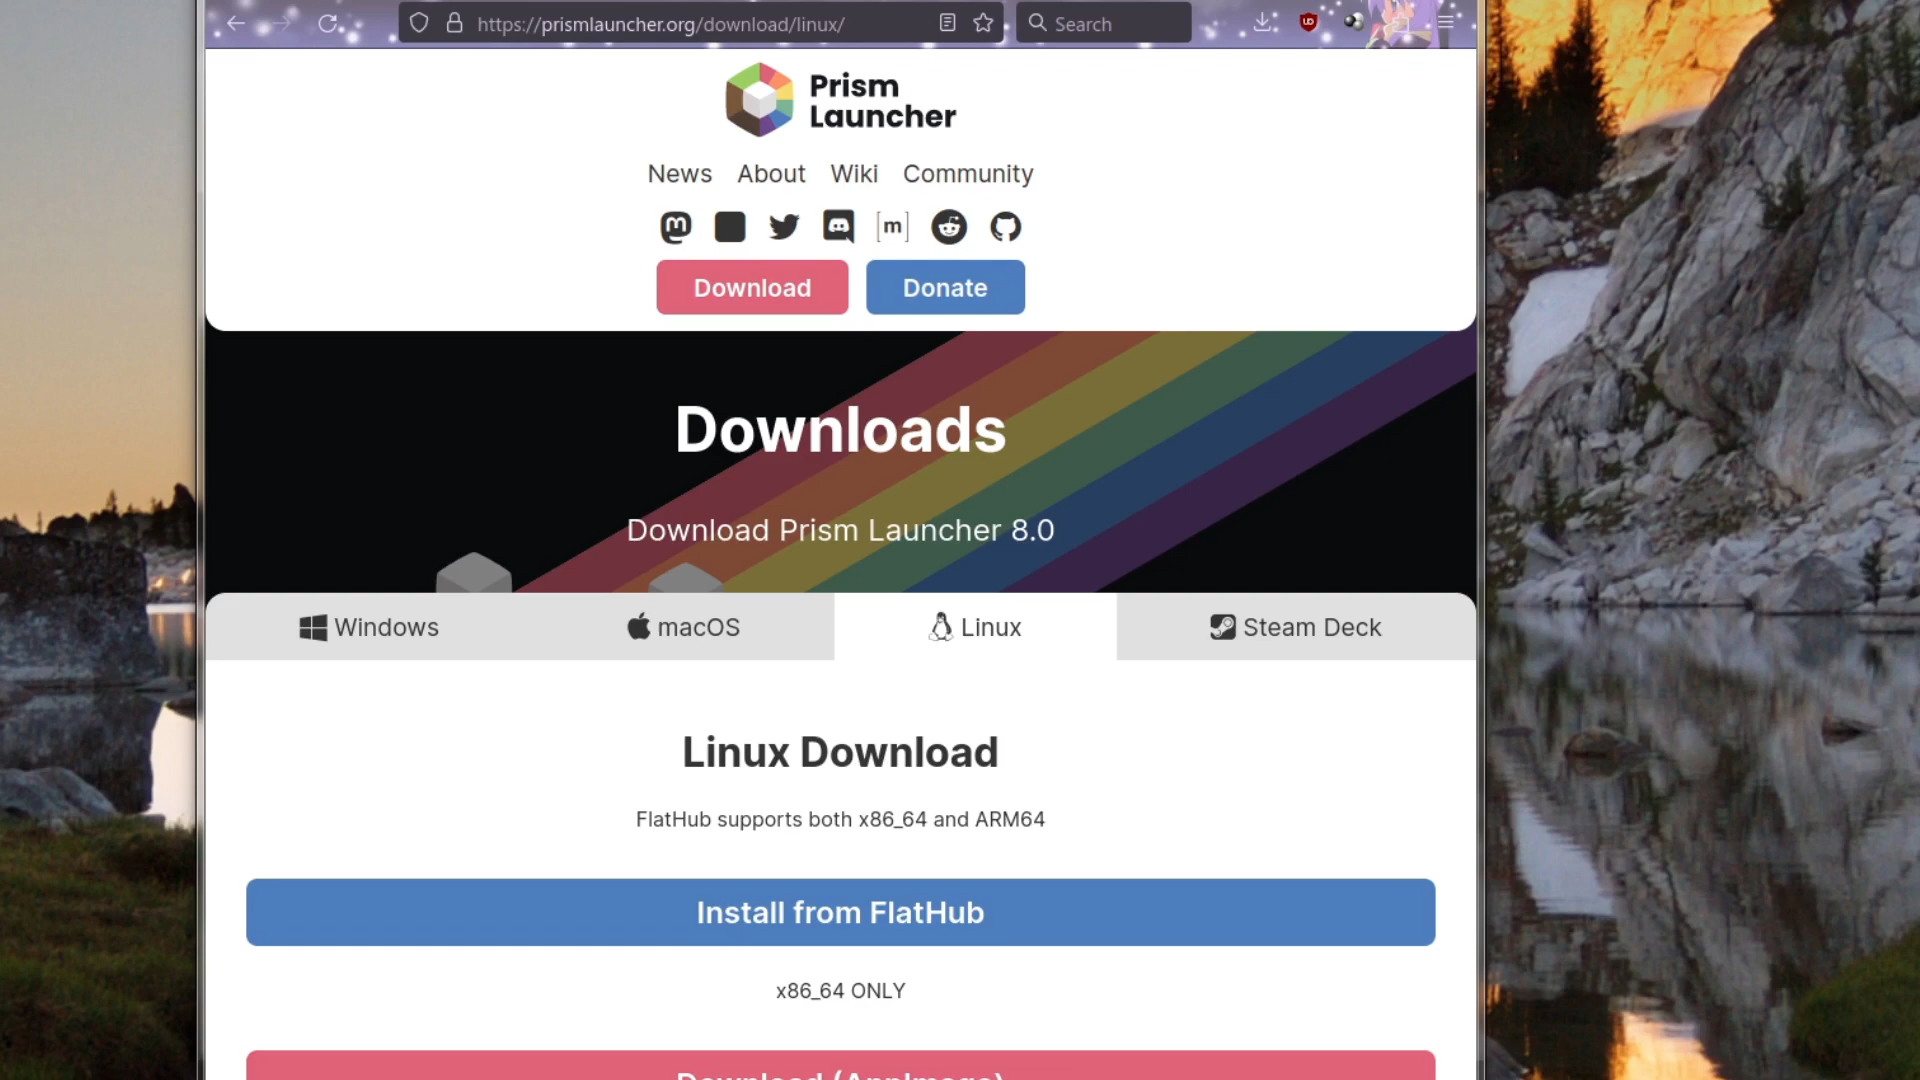 https://prismlauncher.org/download/linux/
Search
Prism
Launcher
News About Wiki Community
[m]
Download Donate
Downloads
Download Prism Launcher 8.0
Windows macOS Linux Steam Deck
Linux Download
FlatHub supports both x86_64 and ARM64
Install from FlatHub
x86_64 ONLY
Download (AppImage)